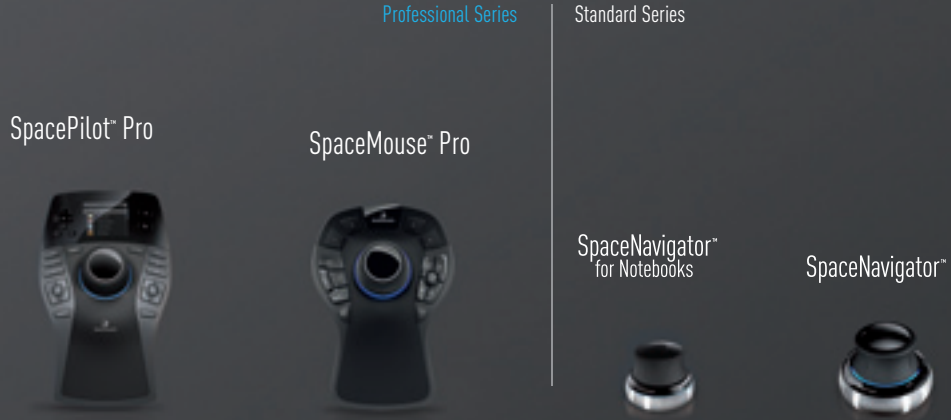 Professional Series
Standard Series
SpacePilot™ Pro
SpaceMouse™ Pro
SpaceNavigator™
for Notebooks
SpaceNavigator™